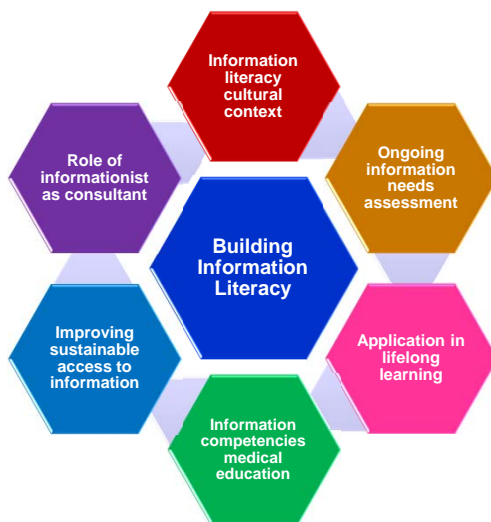 Information
literacy
cultural
context
Role of
informationist
as consultant
Ongoing
information
needs
assessment
Building
Information
Literacy
Improving
sustainable
access to
information
Application in
lifelong
learning
Information
competencies
medical
education